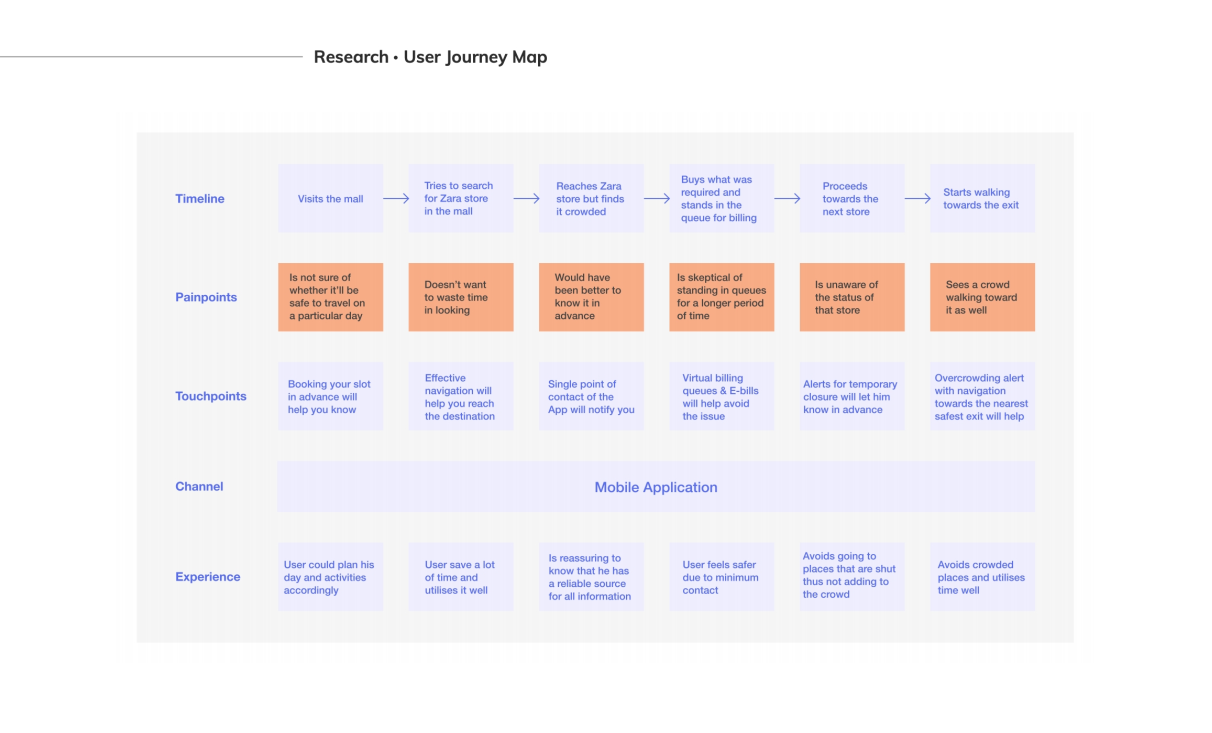 Research • User Journey Map
Timeline
Visits the mall
Tries to search
for Zara store
in the mall
Reaches Zara
store but finds
it crowded
Buys what was
required and
stands in the
queue for billing
Proceeds
towards the
next store
Starts walking
towards the exit
Painpoints
Is not sure of
whether it'll be
safe to travel on
a particular day
Doesn't want
to waste time
in looking
Would have
been better to
know it in
advance
Is skeptical of
standing in queues
for a longer period
of time
Is unaware of
the status of
that store
Sees a crowd
walking toward
it as well
Touchpoints
Booking your slot
in advance will
help you know
Effective
navigation will
help you reach
the destination
Single point of
contact of the
App will notify you
Virtual billing
queues & E-bills
will help avoid
the issue
Alerts for temporary
closure will let him
know in advance
Overcrowding alert
with navigation
towards the nearest
safest exit will help
Channel
Mobile Application
Experience
User could plan his
day and activities
accordingly
User save a lot
of time and
utilises it well
Is reassuring to
know that he has
a reliable source
for all information
User feels safer
due to minimum
contact
Avoids going to
places that are shut
thus not adding to
the crowd
Avoids crowded
places and utilises
time well